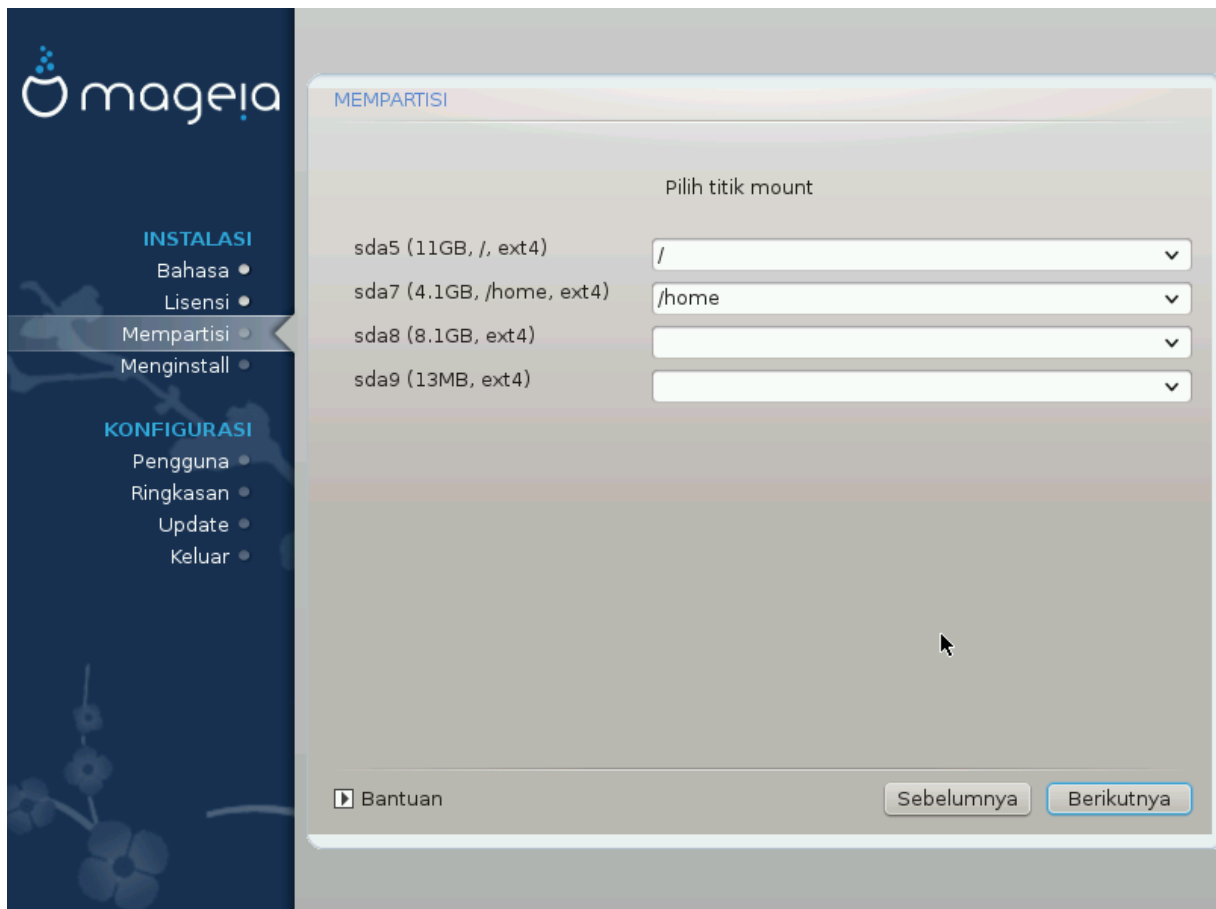 mageia
INSTALASI
Bahasa
Lisensi
Mempartisi
Menginstall
KONFIGURASI
Pengguna
Ringkasan
Update
Keluar
MEMPARTISI
Pilih titik mount
sda5 (11GB, /, ext4)
/
sda7 (4.1GB, /home, ext4)
/home
sda8 (8.1GB, ext4)
sda9 (13MB, ext4)
Bantuan
Sebelumnya
Berikutnya